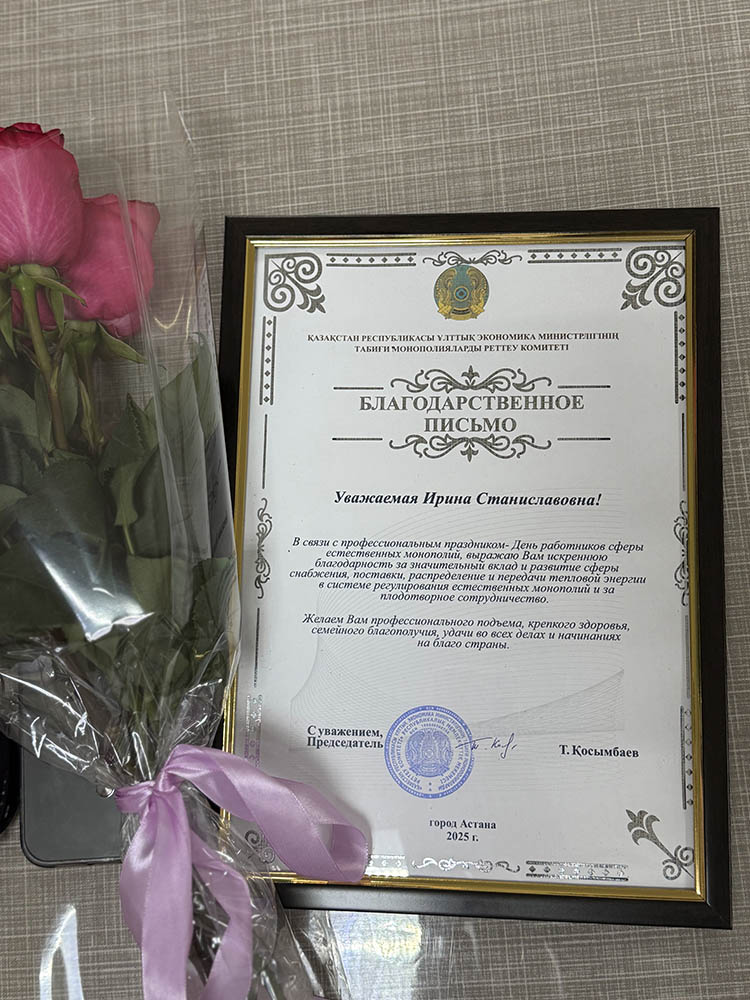 ҚАЗАҚСТАН РЕСПУБЛИКАСЫ ҰЛТТЫҚ ЭКОНОМИКА МИНИСТРЛІГІНІҢ
ТАБИҒИ МОНОПОЛИЯЛАРДЫ РЕТТЕУ КОМИТЕТІ
БЛАГОДАРСТВЕННОЕ
ПИСЬМО
Уважаемая Ирина Станиславовна!
В связи с профессиональным праздником- День работников сферы
естественных монополий, выражаю Вам искреннюю
благодарность за значительный вклад и развитие сферы
снабжения, поставки, распределение и передачи тепловой энергии
в системе регулирования естественных монополий и за
плодотворное сотрудничество.
Желаем Вам профессионального подъема, крепкого здоровья,
семейного благополучия, удачи во всех делах и начинаниях
на благо страны.
С уважением,
Председатель
Т. Қосымбаев
город Астана
2025 г.